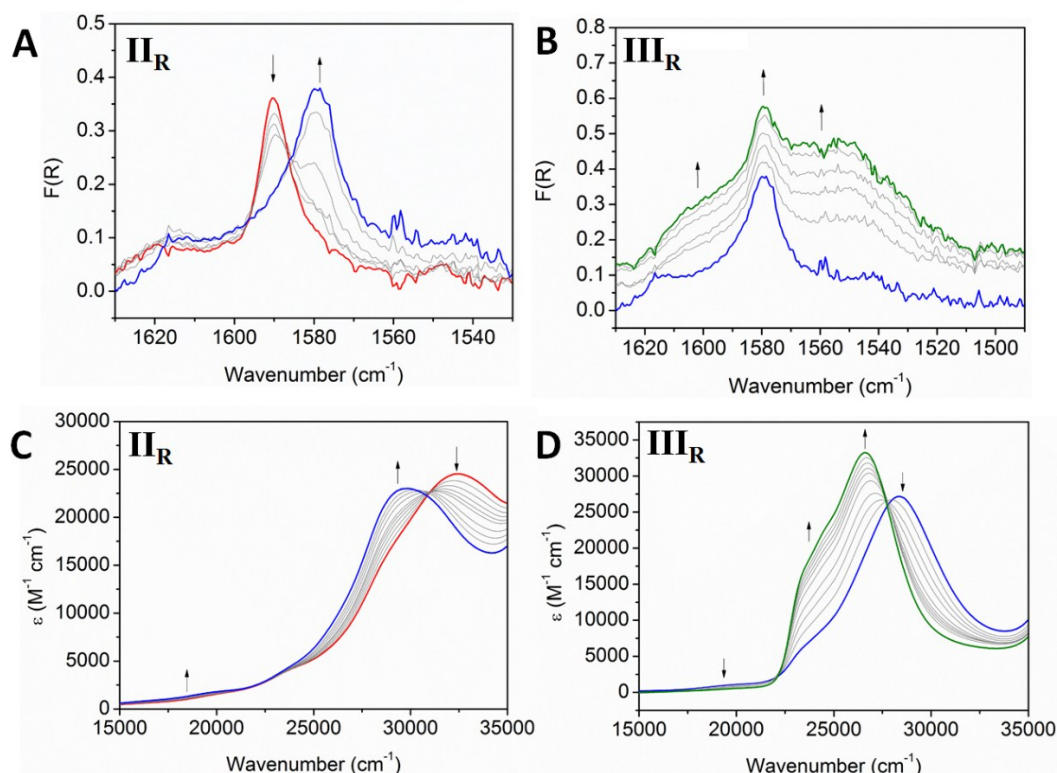 A
II_R
F(R)
0.5
0.4
0.3
0.2
0.1
0.0
1620 1600 1580 1560 1540
Wavenumber (cm⁻¹)
B
III_R
F(R)
0.8
0.7
0.6
0.5
0.4
0.3
0.2
0.1
0.0
1620 1600 1580 1560 1540 1520 1500
Wavenumber (cm⁻¹)
C
II_R
ε (M⁻¹ cm⁻¹)
30000
25000
20000
15000
10000
5000
0
15000 20000 25000 30000 35000
Wavenumber (cm⁻¹)
D
III_R
ε (M⁻¹ cm⁻¹)
35000
30000
25000
20000
15000
10000
5000
0
15000 20000 25000 30000 35000
Wavenumber (cm⁻¹)